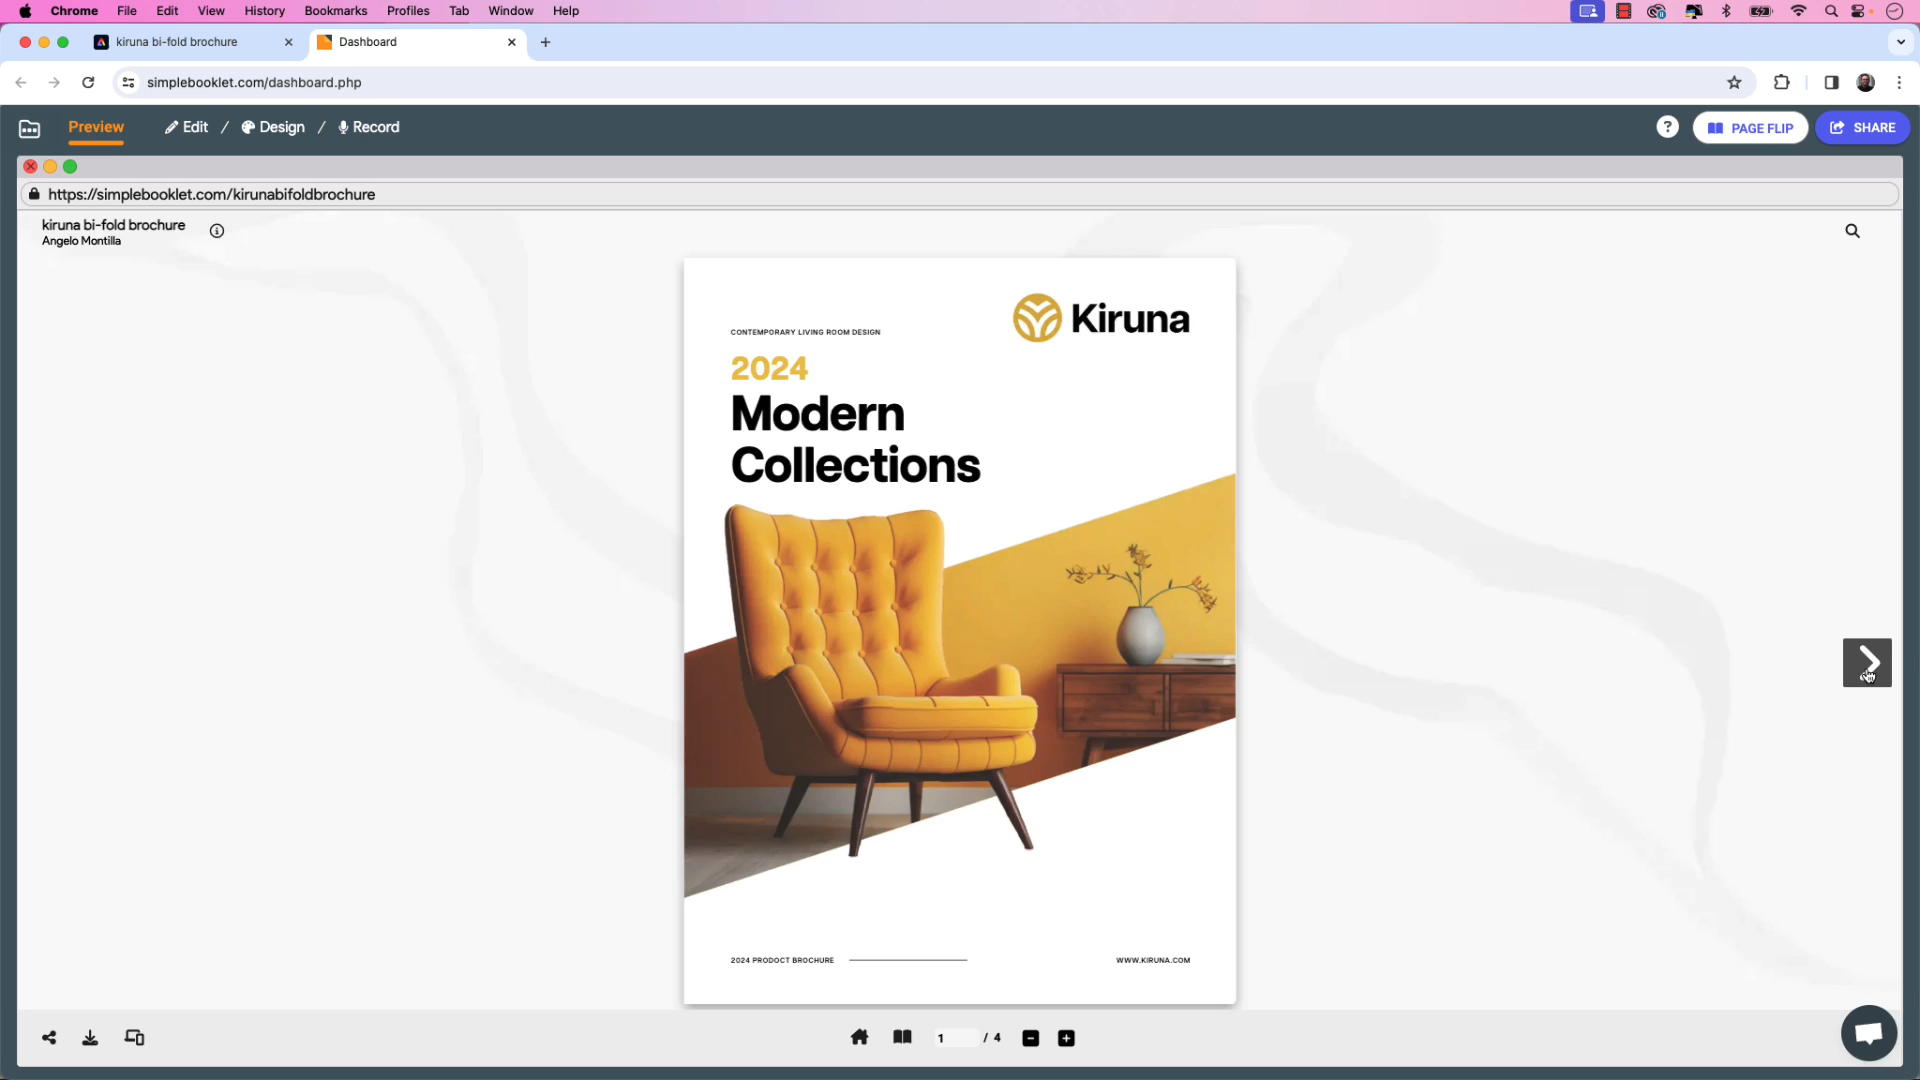 Chrome File Edit View History Bookmarks Profiles Tab Window Help
kiruna bi-fold brochure
Dashboard
simplebooklet.com/dashboard.php
Preview Edit / Design / Record
? PAGE FLIP SHARE
https://simplebooklet.com/kirunabifoldbrochure
kiruna bi-fold brochure
Angelo Montilla
Kiruna
CONTEMPORARY LIVING ROOM DESIGN
2024
Modern
Collections
2024 PRODOCT BROCHURE
WWW.KIRUNA.COM
1 / 4